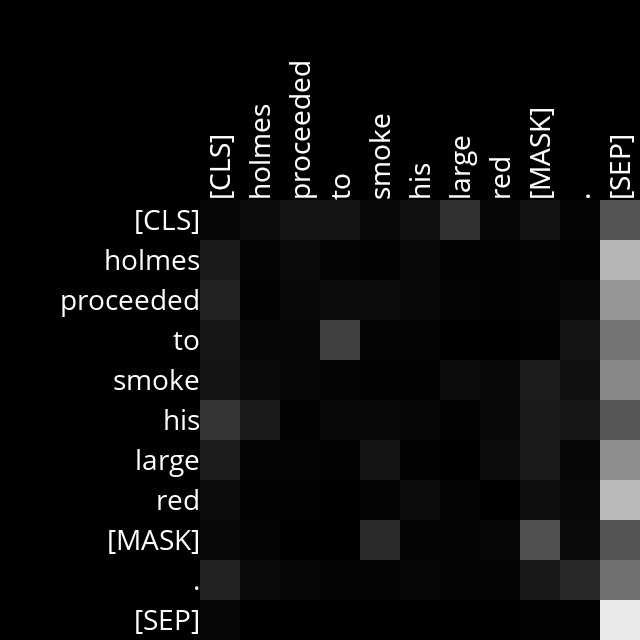 [CLS] holmes proceeded to smoke his large red [MASK] . [SEP]
[CLS]
holmes
proceeded
to
smoke
his
large
red
[MASK]
.
[SEP]